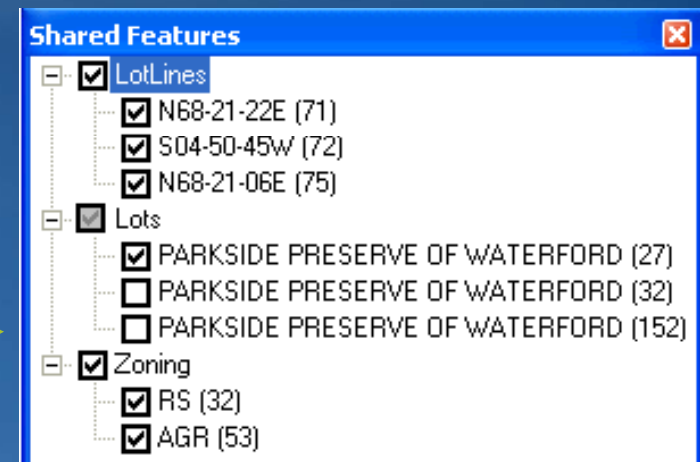 Shared Features
LotLines
N68-21-22E (71)
S04-50-45W (72)
N68-21-06E (75)
Lots
PARKSIDE PRESERVE OF WATERFORD (27)
PARKSIDE PRESERVE OF WATERFORD (32)
PARKSIDE PRESERVE OF WATERFORD (152)
Zoning
RS (32)
AGR (53)